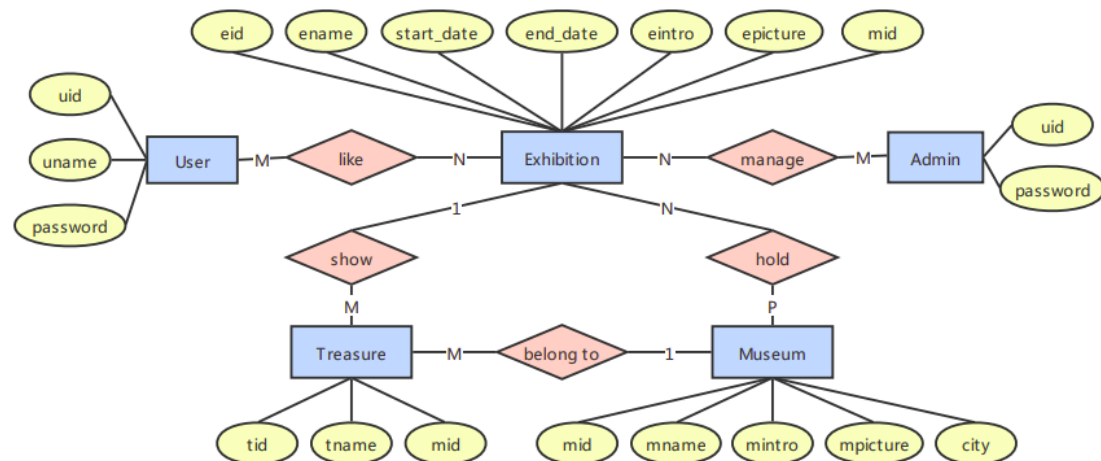 eid
ename
start_date
end_date
eintro
epicture
mid
uid
uname
password
User
M
like
N
Exhibition
N
manage
M
Admin
uid
password
1
N
show
hold
M
P
Treasure
M
belong to
1
Museum
tid
tname
mid
mid
mname
mintro
mpicture
city